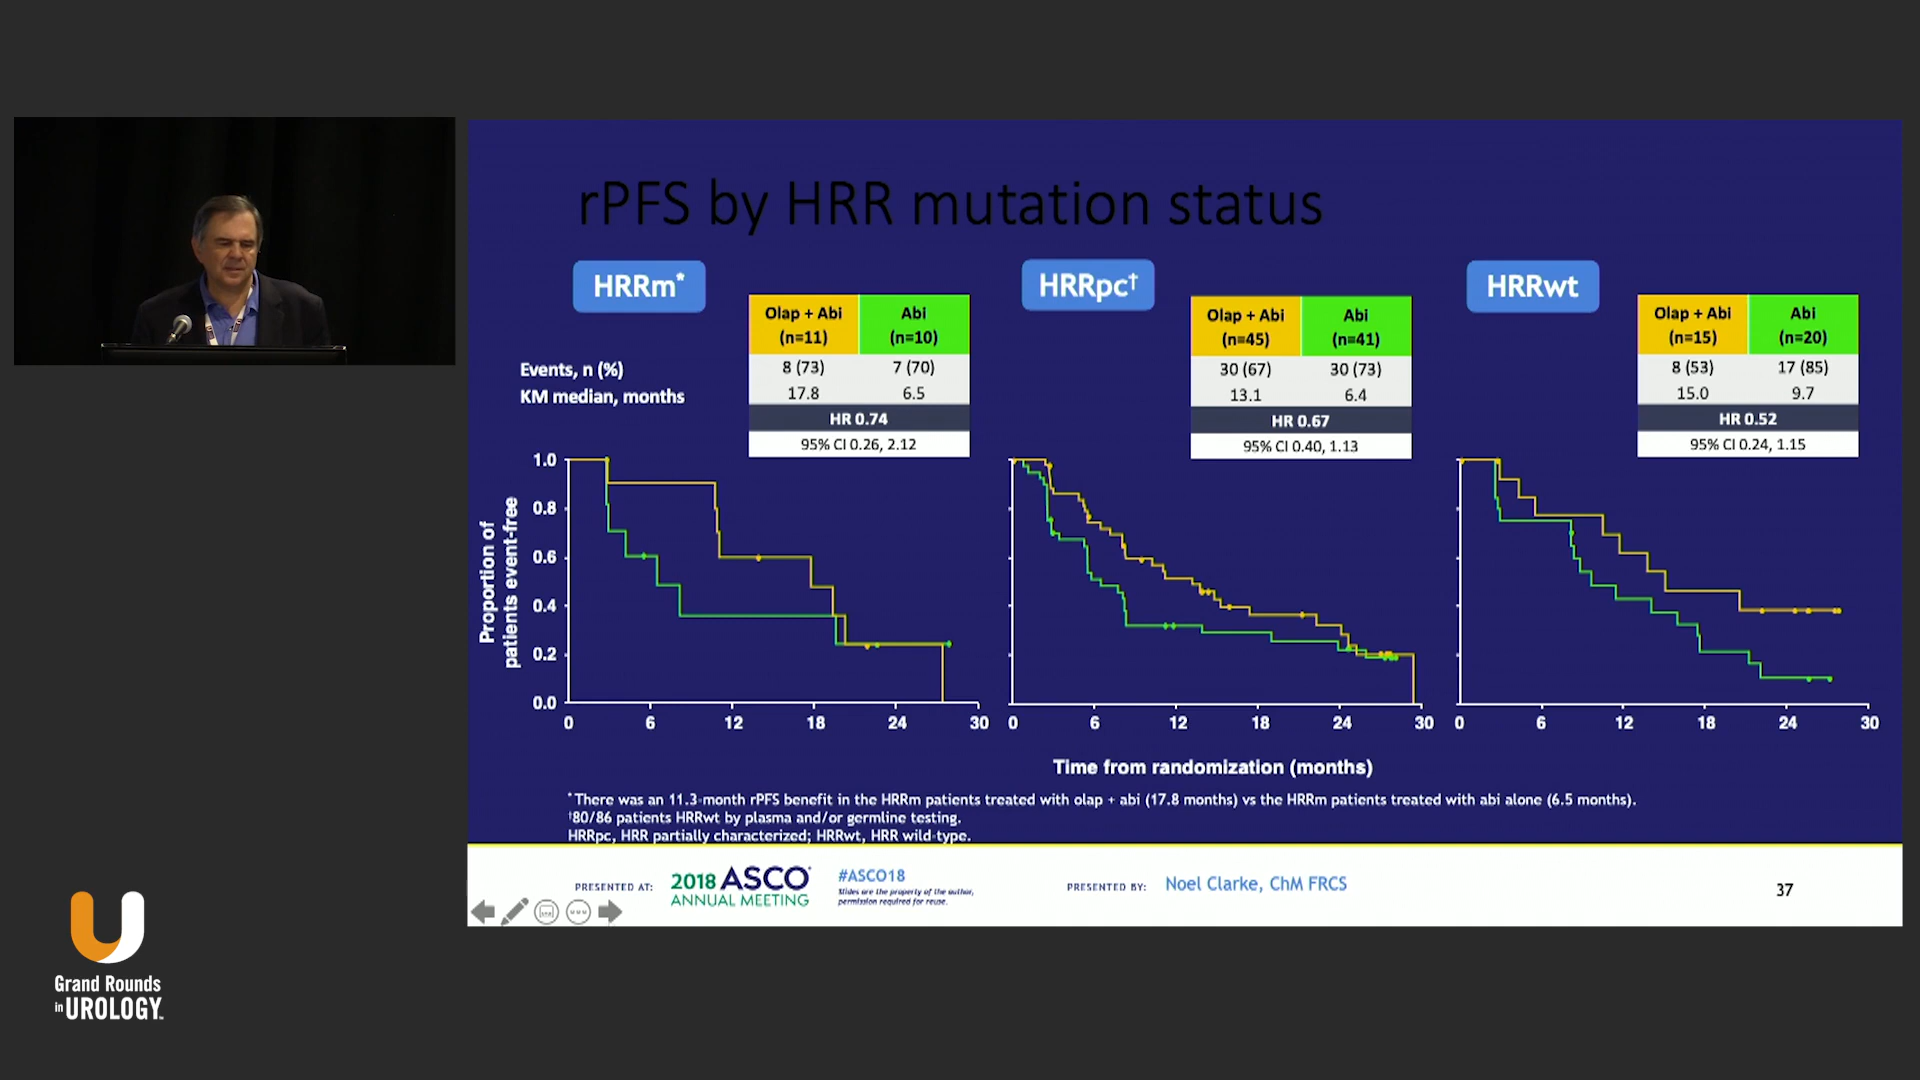 rPFS by HRR mutation status
HRRm*
HRRpc†
HRRwt
Olap + Abi (n=11)
Abi (n=10)
Olap + Abi (n=45)
Abi (n=41)
Olap + Abi (n=15)
Abi (n=20)
Events, n (%)
8 (73) 7 (70)
30 (67) 30 (73)
8 (53) 17 (85)
KM median, months
17.8 6.5
13.1 6.4
15.0 9.7
HR 0.74
HR 0.67
HR 0.52
95% CI 0.26, 2.12
95% CI 0.40, 1.13
95% CI 0.24, 1.15
Proportion of
patients event-free
1.0
0.8
0.6
0.4
0.2
0.0
0 6 12 18 24 30
0 6 12 18 24 30
0 6 12 18 24 30
Time from randomization (months)
*There was an 11.3-month rPFS benefit in the HRRm patients treated with olap + abi (17.8 months) vs the HRRm patients treated with abi alone (6.5 months).
†80/86 patients HRRwt by plasma and/or germline testing.
HRRpc, HRR partially characterized; HRRwt, HRR wild-type.
PRESENTED AT:
2018 ASCO
ANNUAL MEETING
#ASCO18
Slides are the property of the author,
permission required for reuse.
PRESENTED BY:
Noel Clarke, ChM FRCS
37
Grand Rounds
in UROLOGY™